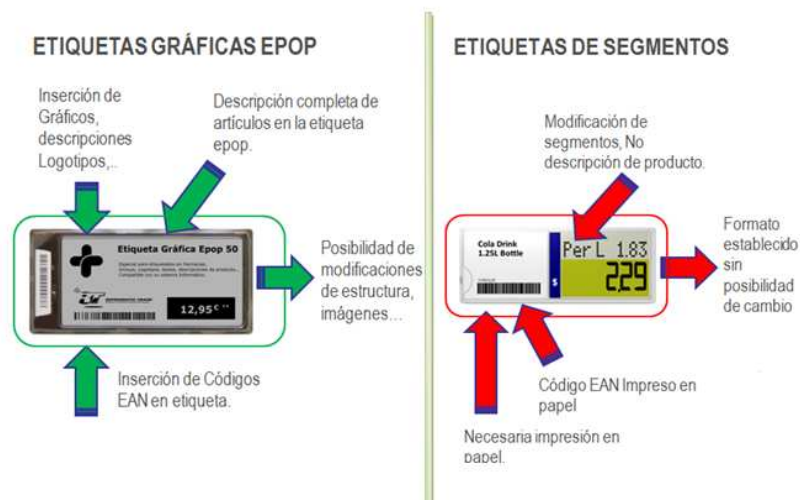 ETIQUETAS GRÁFICAS EPOP
Inserción de
Gráficos,
descripciones
Logotipos,..
Descripción completa de
artículos en la etiqueta
epop.
Etiqueta Gráfica Epop 50
12,95€
Posibilidad de
modificaciones
de estructura,
imágenes…
Inserción de Códigos
EAN en etiqueta.
ETIQUETAS DE SEGMENTOS
Modificación de
segmentos, No
descripción de producto.
Cola Drink
1.25L Bottle
$
Per L 1.83
2.29
Formato
establecido
sin
posibilidad
de cambio
Código EAN Impreso en
papel
Necesaria impresión en
papel.